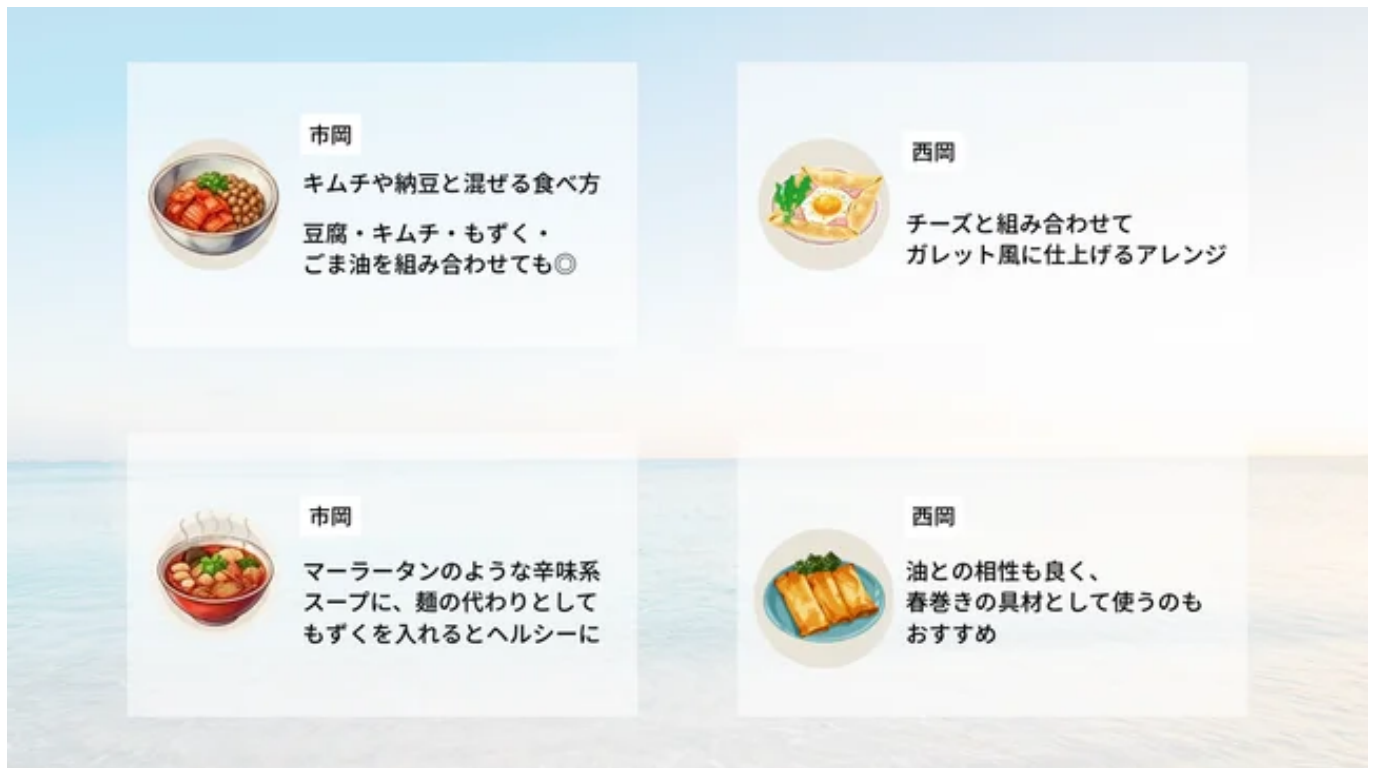 市岡
キムチや納豆と混ぜる食べ方
豆腐・キムチ・もずく・
ごま油を組み合わせても◎
西岡
チーズと組み合わせて
ガレット風に仕上げるアレンジ
市岡
マーラータンのような辛味系
スープに、麺の代わりとして
もずくを入れるとヘルシーに
西岡
油との相性も良く、
春巻きの具材として使うのも
おすすめ